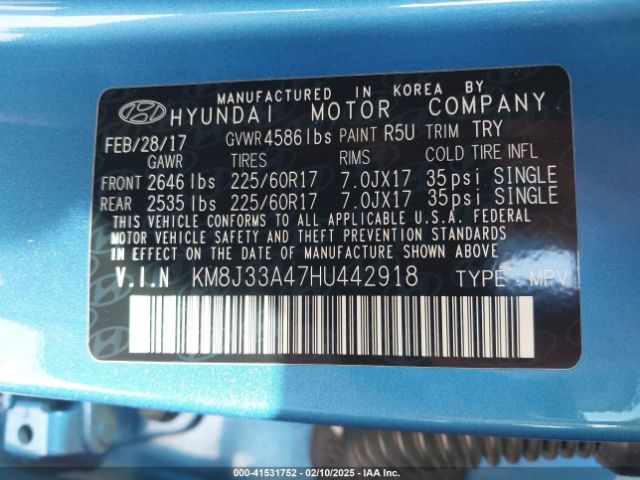 MANUFACTURED IN KOREA BY
HYUNDAI MOTOR COMPANY
FEB/28/17 GVWR 4586lbs PAINT R5U TRIM TRY
GAWR TIRES RIMS COLD TIRE INFL
FRONT 2646 lbs 225/60R17 7.0JX17 35psi SINGLE
REAR 2535 lbs 225/60R17 7.0JX17 35psi SINGLE
THIS VEHICLE CONFORMS TO ALL APPLICABLE U.S.A. FEDERAL
MOTOR VEHICLE SAFETY AND THEFT PREVENTION STANDARDS
IN EFFECT ON THE DATE OF MANUFACTURE SHOWN ABOVE.
V.I.N KM8J33A47HU442918 TYPE : MPV
000-41531752 — 02/10/2025 — IAA Inc.